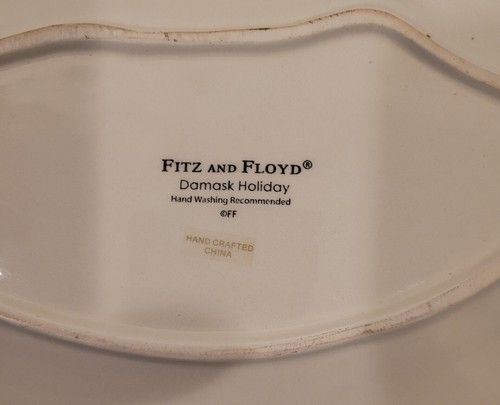 FITZ AND FLOYD®
Damask Holiday
Hand Washing Recommended
©FF
HAND CRAFTED
CHINA